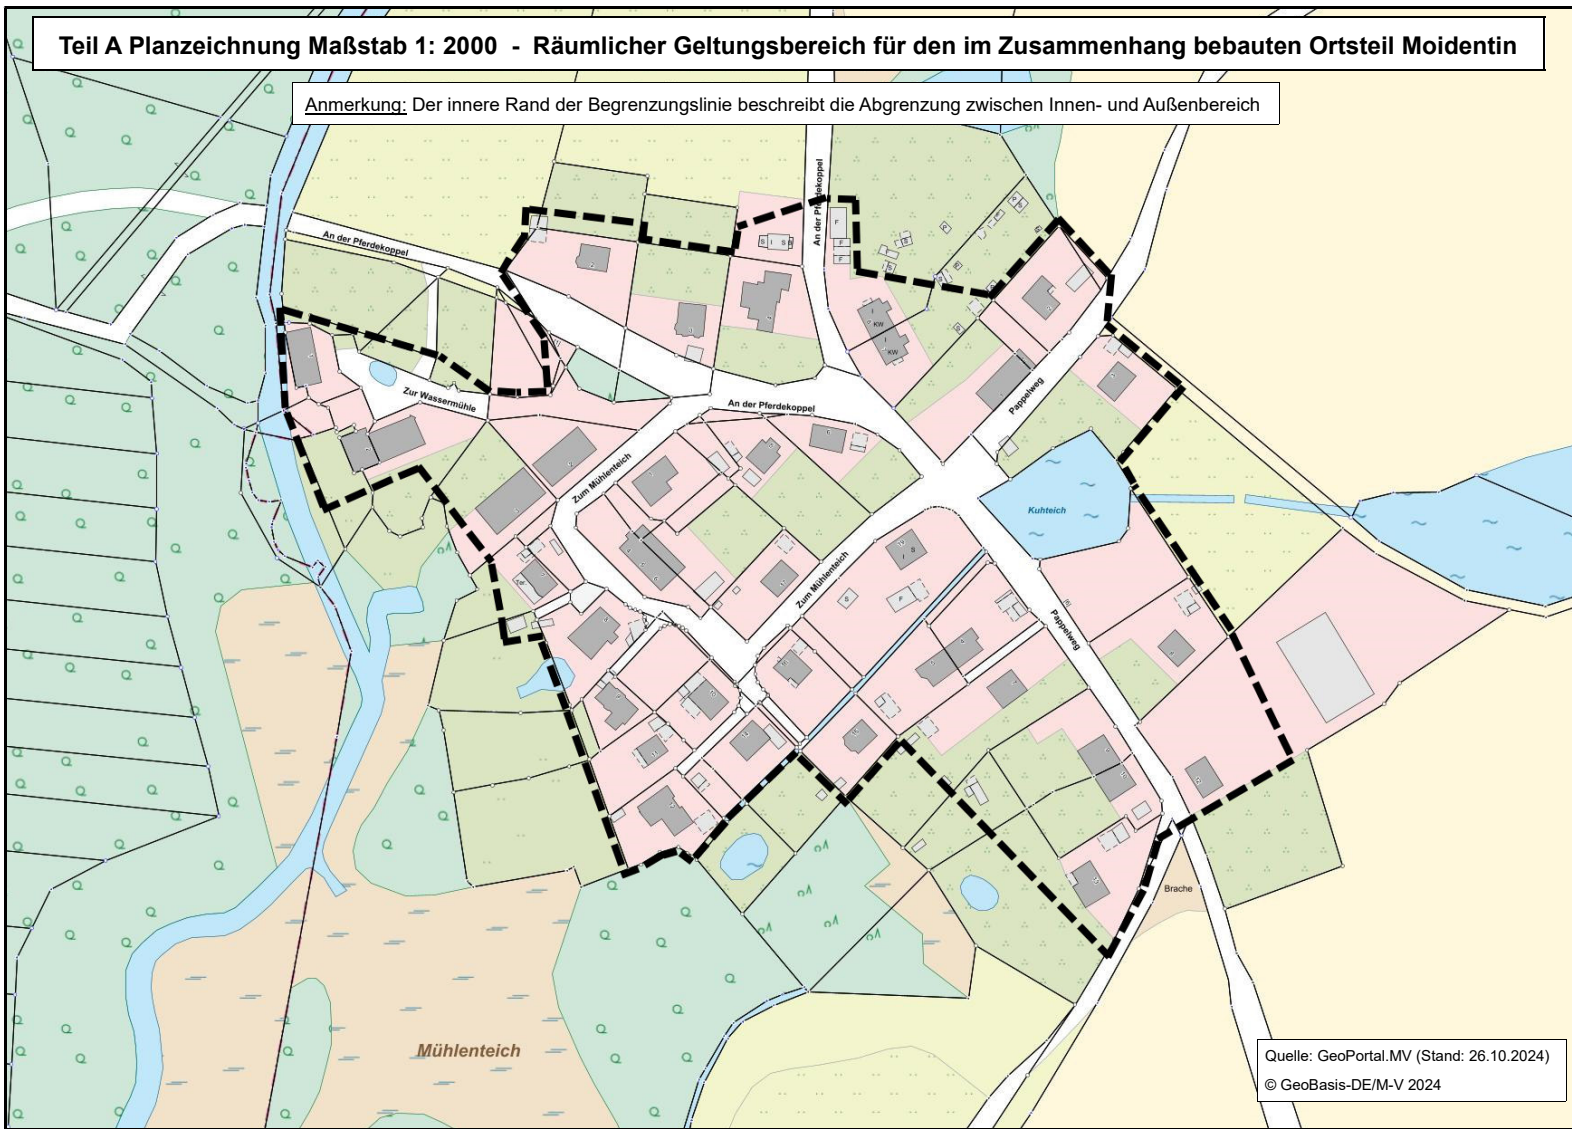 Teil A Planzeichnung Maßstab 1: 2000 - Räumlicher Geltungsbereich für den im Zusammenhang bebauten Ortsteil Moidentin
Anmerkung: Der innere Rand der Begrenzungslinie beschreibt die Abgrenzung zwischen Innen- und Außenbereich
An der Pferdekoppel
An der Pferdekoppel
S I S
F
F
F
I
KW
I
KW
Zur Wassermühle
An der Pferdekoppel
Pappelweg
Zum Mühlenteich
Kuhteich
I S
Zum Mühlenteich
S
F
Pappelweg
Brache
Mühlenteich
Quelle: GeoPortal.MV (Stand: 26.10.2024)
© GeoBasis-DE/M-V 2024